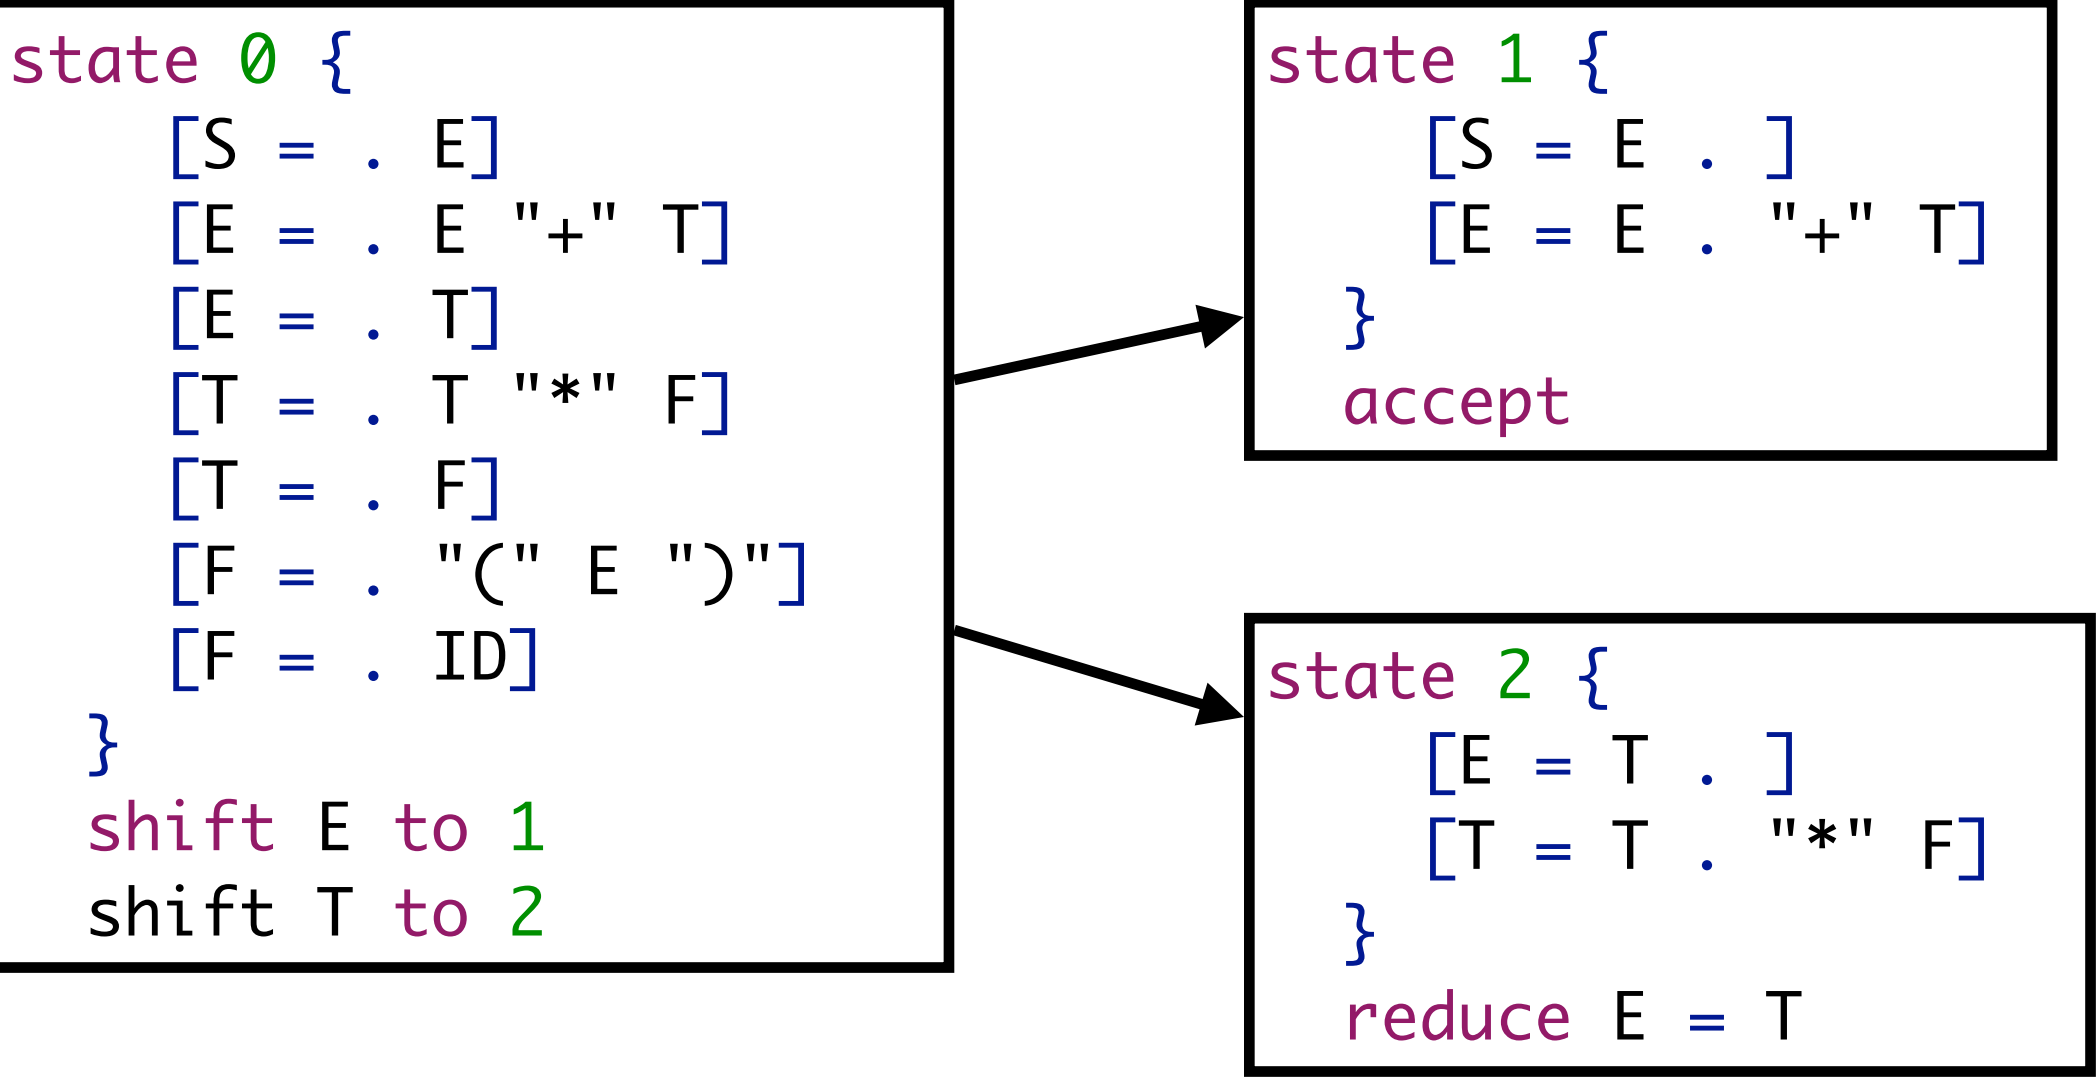 state 0 {
[S = . E]
[E = . E "+" T]
[E = . T]
[T = . T "*" F]
[T = . F]
[F = . "(" E ")"]
[F = . ID]
}
shift E to 1
shift T to 2
state 1 {
[S = E . ]
[E = E . "+" T]
}
accept
state 2 {
[E = T . ]
[T = T . "*" F]
}
reduce E = T